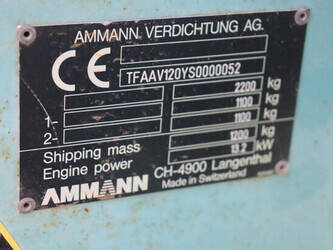 AMMANN VERDICHTUNG AG.
CE TFAAV120YS0000052
2200 kg
1- 1100 kg
2- 1100 kg
Shipping mass 1200 kg
Engine power 13.2 kW
AMMANN CH-4900 Langenthal
Made in Switzerland